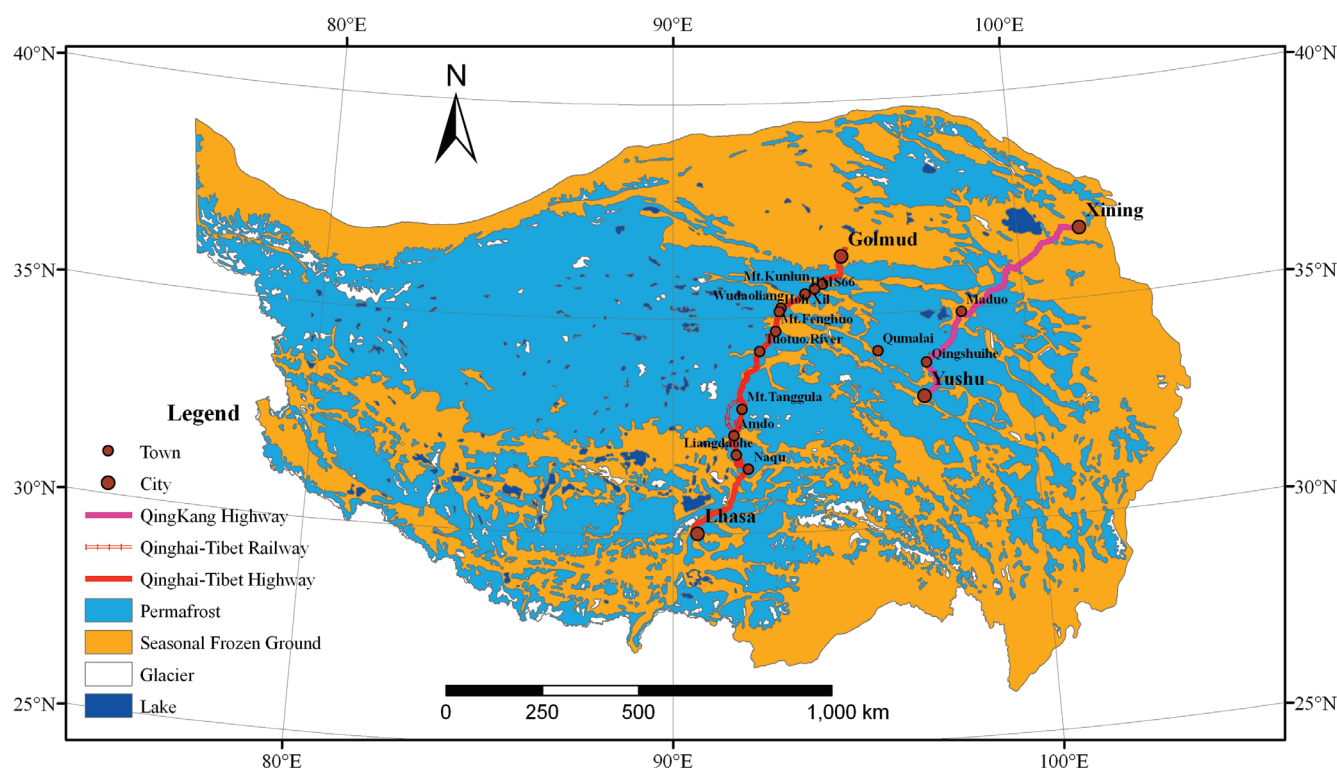 80°E
90°E
100°E
40°N
40°N
N
Xining
Golmud
35°N
35°N
Mt.Kunlun
Wudaoliang
Hoh Xil
Maduo
Mt.Fenghuo
Tuotuo.River
Qumalai
Qingshuihe
Yushu
Mt.Tanggula
Legend
Amdo
Liangdaohe
Naqu
Town
City
30°N
30°N
QingKang Highway
Lhasa
Qinghai-Tibet Railway
Qinghai-Tibet Highway
Permafrost
Seasonal Frozen Ground
Glacier
Lake
25°N
25°N
0
250
500
1,000 km
80°E
90°E
100°E